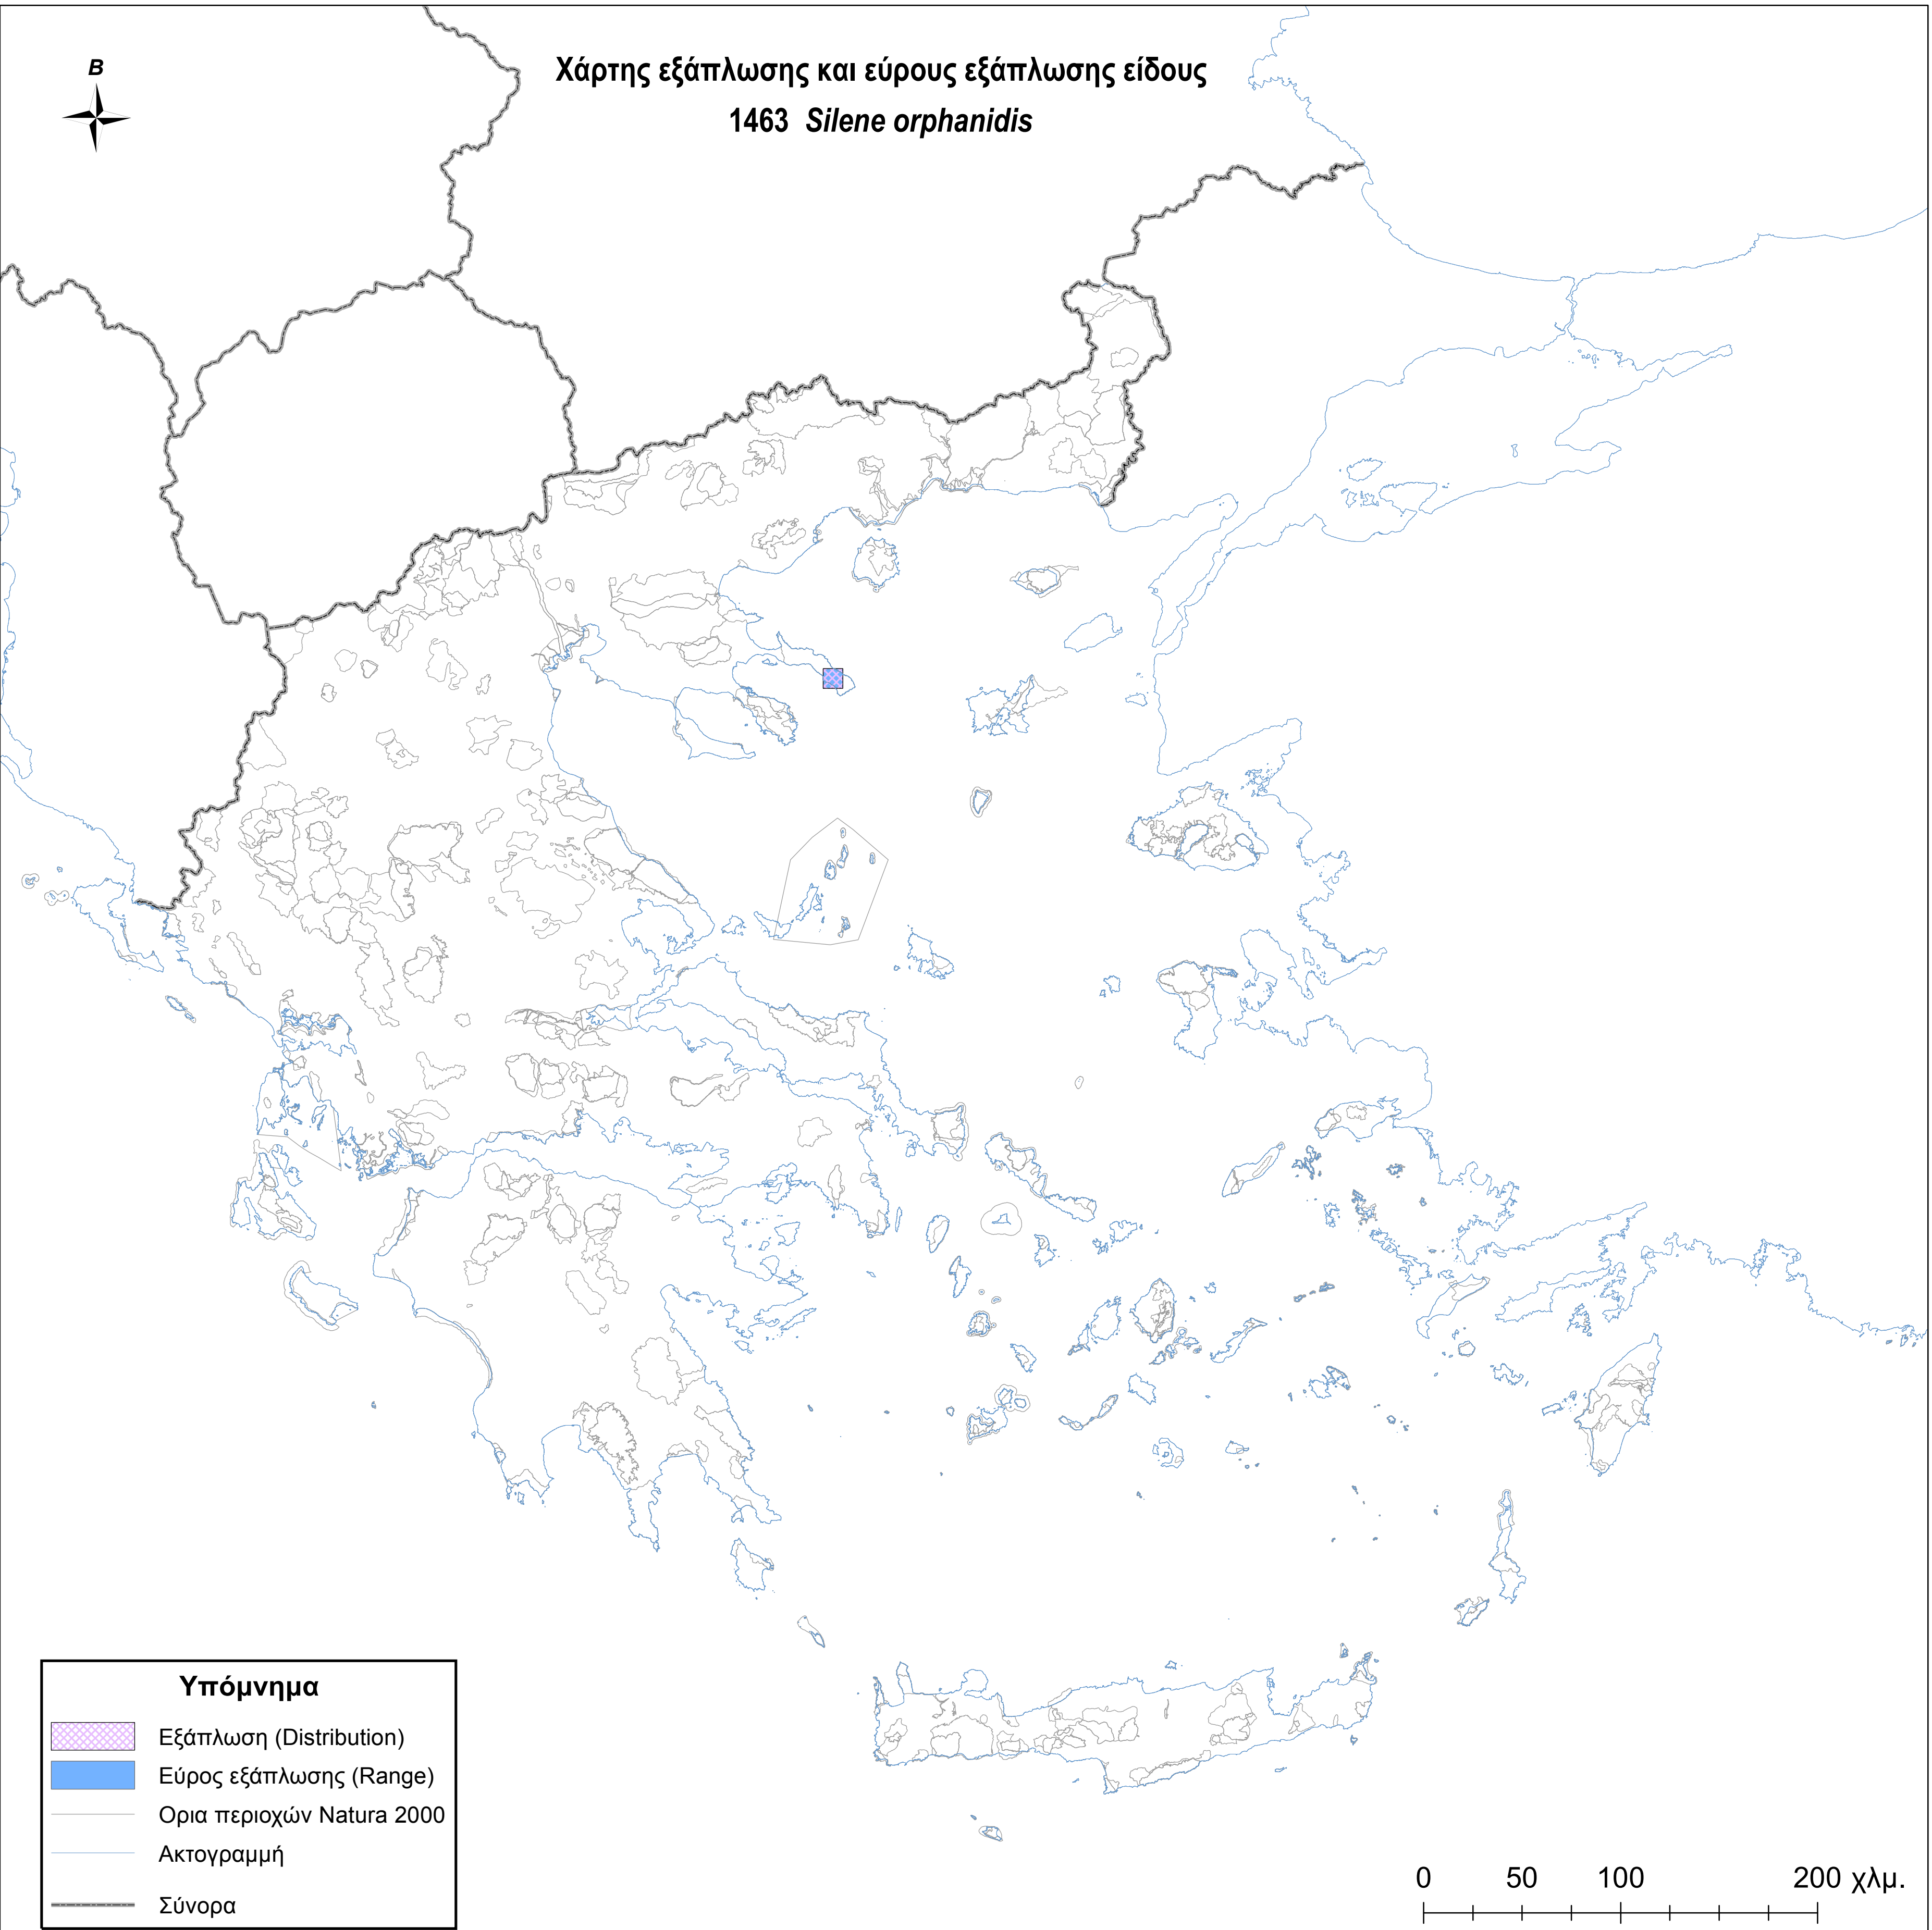 Χάρτης εξάπλωσης και εύρους εξάπλωσης είδους
1463 Silene orphanidis
B
Υπόμνημα
Εξάπλωση (Distribution)
Εύρος εξάπλωσης (Range)
Ορια περιοχών Natura 2000
Ακτογραμμή
Σύνορα
0 50 100 200 χλμ.